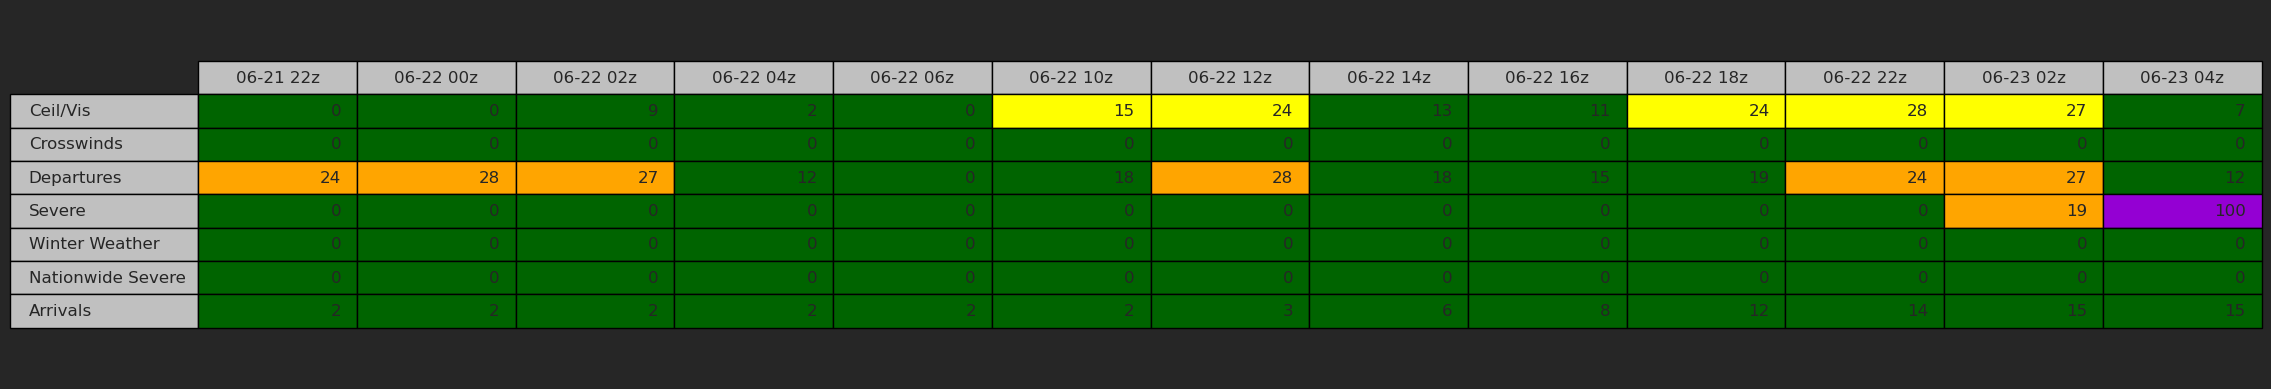 06-21 22z 06-22 00z 06-22 02z 06-22 04z 06-22 06z 06-22 10z 06-22 12z 06-22 14z 06-22 16z 06-22 18z 06-22 22z 06-23 02z 06-23 04z
Ceil/Vis 0 0 9 2 0 15 24 13 11 24 28 27 7
Crosswinds 0 0 0 0 0 0 0 0 0 0 0 0 0
Departures 24 28 27 12 0 18 28 18 15 19 24 27 12
Severe 0 0 0 0 0 0 0 0 0 0 0 19 100
Winter Weather 0 0 0 0 0 0 0 0 0 0 0 0 0
Nationwide Severe 0 0 0 0 0 0 0 0 0 0 0 0 0
Arrivals 2 2 2 2 2 2 3 6 8 12 14 15 15